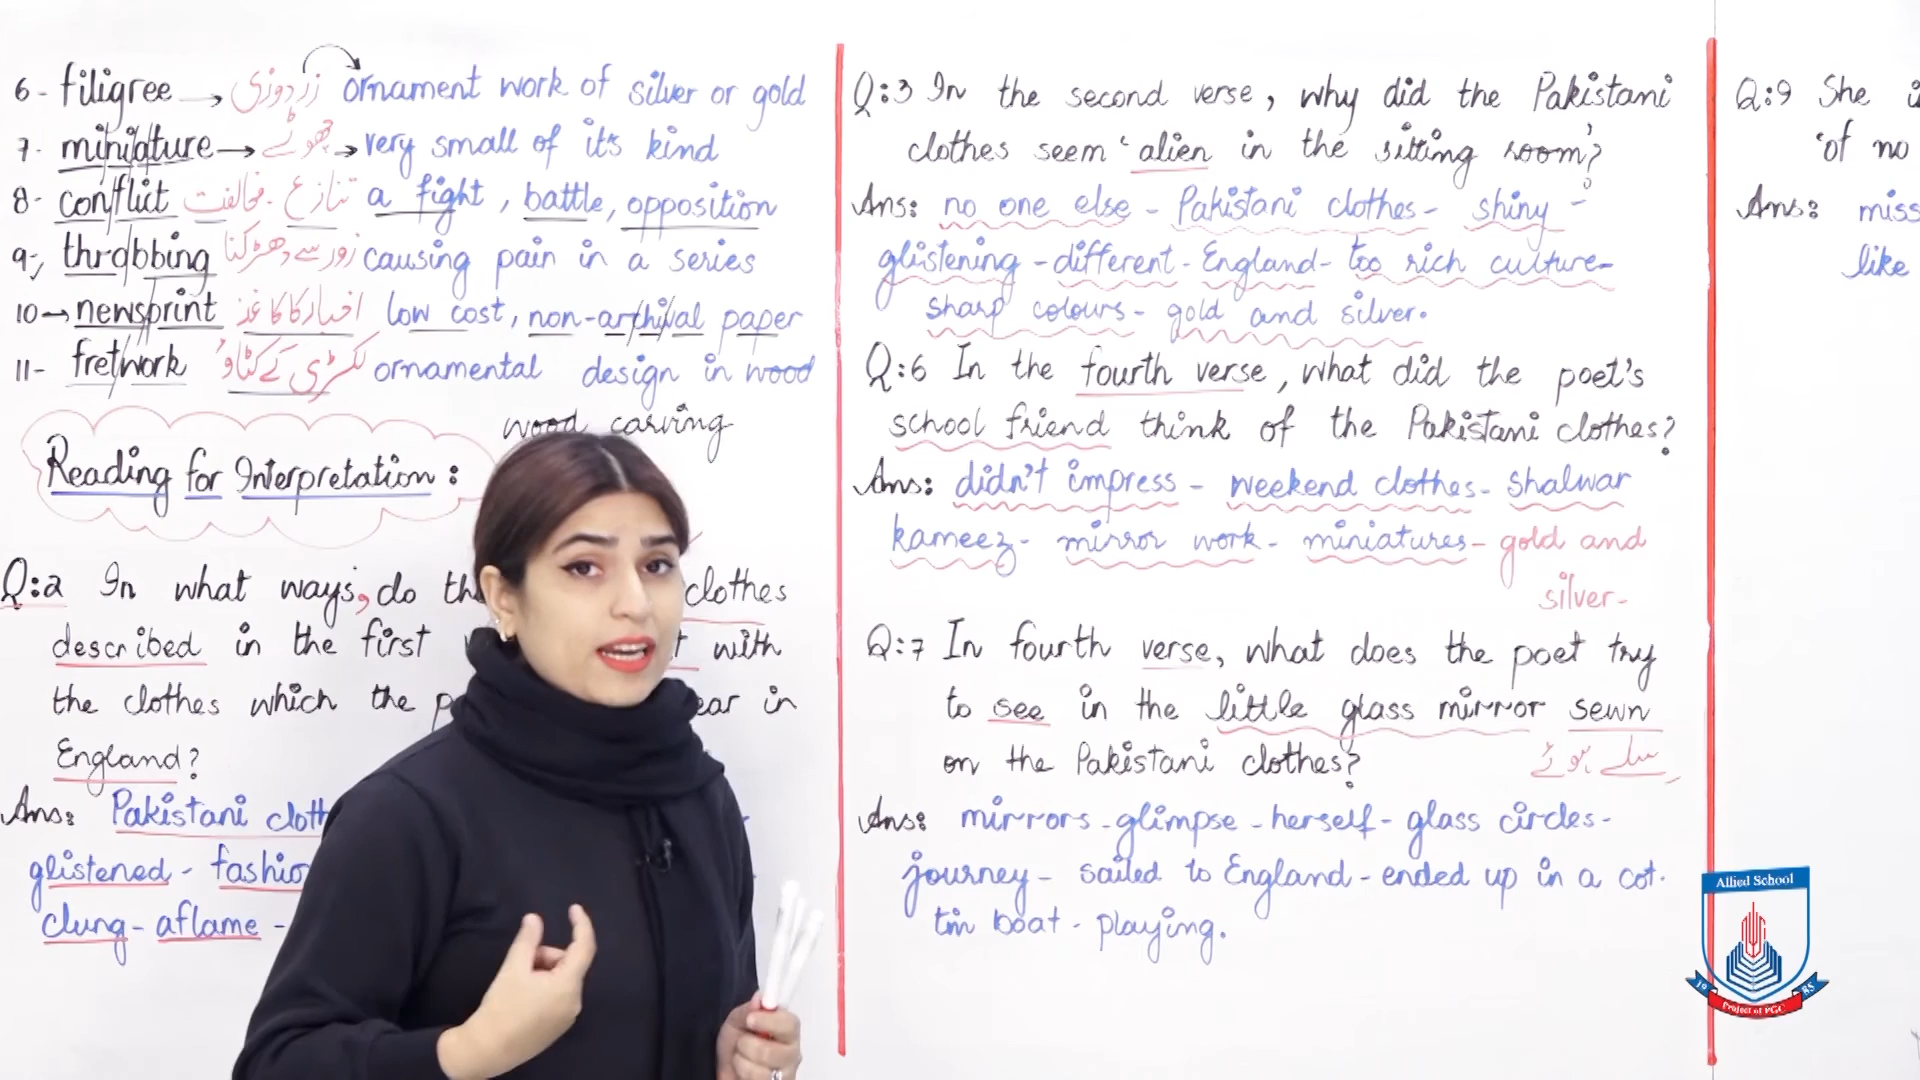 6- filigree → زردوزی ornament work of silver or gold
7- miniature → چھوٹے → very small of it's kind
8- conflict تنازع ۔ مخالفت a fight, battle, opposition
9- throbbing زور سے دھڑکنا causing pain in a series
10 → newsprint اخبار کا کاغذ low cost, non-archival paper
11- fretwork لکڑی کے کٹاؤ ornamental design in wood
wood carving
Reading for Interpretation:
Q:2 In what ways, do clothes
described in the first with
the clothes which the in
England?
Ans: Pakistani
glistened -
clung - aflame -
Q:3 In the second verse, why did the Pakistani
clothes seem 'alien in the sitting room'?
Ans: no one else - Pakistani clothes - shiny -
glistening - different - England - too rich culture -
sharp colours - gold and silver.
Q:6 In the fourth verse, what did the poet's
school friend think of the Pakistani clothes?
Ans: didn't impress - weekend clothes - shalwar
kameez - mirror work - miniatures - gold and
silver -
Q:7 In fourth verse, what does the poet try
to see in the little glass mirror sewn
on the Pakistani clothes?
سلے ہوئے
Ans: mirrors - glimpse - herself - glass circles -
journey - sailed to England - ended up in a cot.
tin boat - playing.
Q:9 She
'of no
Ans: miss
like
Allied School
19 85
Project of PGC